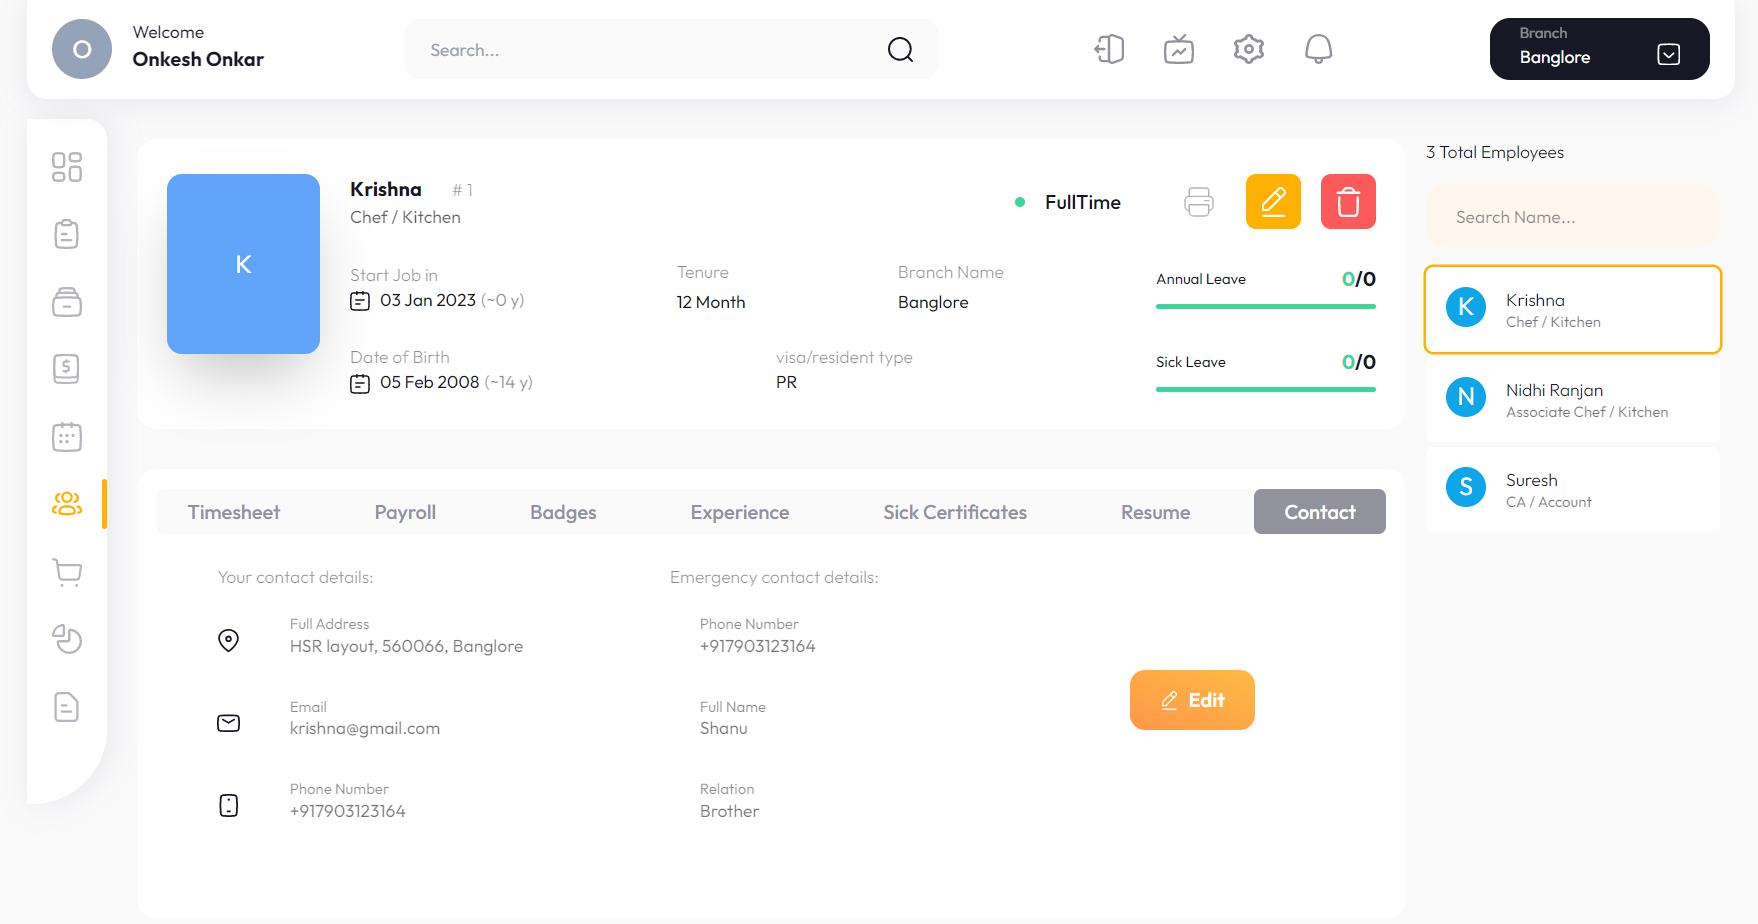 O
Welcome
Onkesh Onkar
Search...
Branch
Banglore
K
Krishna # 1
Chef / Kitchen
FullTime
Start Job in
03 Jan 2023 (~0 y)
Tenure
12 Month
Branch Name
Banglore
Annual Leave 0/0
Date of Birth
05 Feb 2008 (~14 y)
visa/resident type
PR
Sick Leave 0/0
Timesheet Payroll Badges Experience Sick Certificates Resume Contact
Your contact details:
Full Address
HSR layout, 560066, Banglore
Email
krishna@gmail.com
Phone Number
+917903123164
Emergency contact details:
Phone Number
+917903123164
Full Name
Shanu
Relation
Brother
Edit
3 Total Employees
Search Name...
K
Krishna
Chef / Kitchen
N
Nidhi Ranjan
Associate Chef / Kitchen
S
Suresh
CA / Account